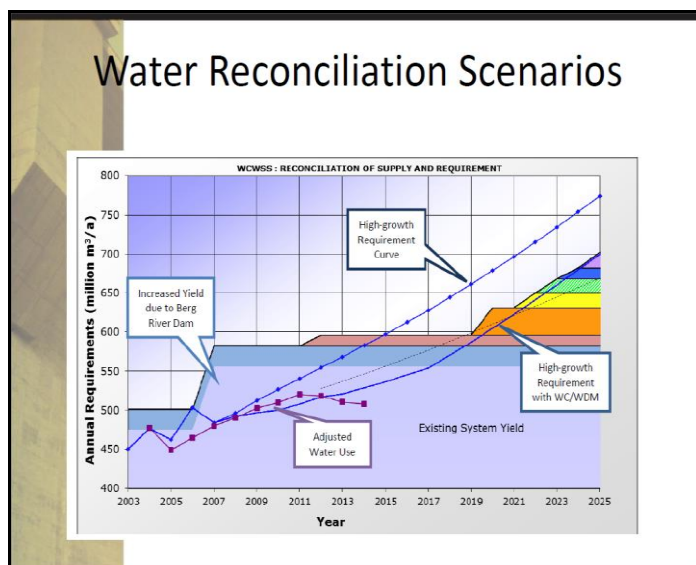 Water Reconciliation Scenarios
WCWSS : RECONCILIATION OF SUPPLY AND REQUIREMENT
Annual Requirements (million m³/a)
800
750
700
650
600
550
500
450
400
High-growth
Requirement
Curve
Increased Yield
due to Berg
River Dam
High-growth
Requirement
with WC/WDM
Adjusted
Water Use
Existing System Yield
2003 2005 2007 2009 2011 2013 2015 2017 2019 2021 2023 2025
Year